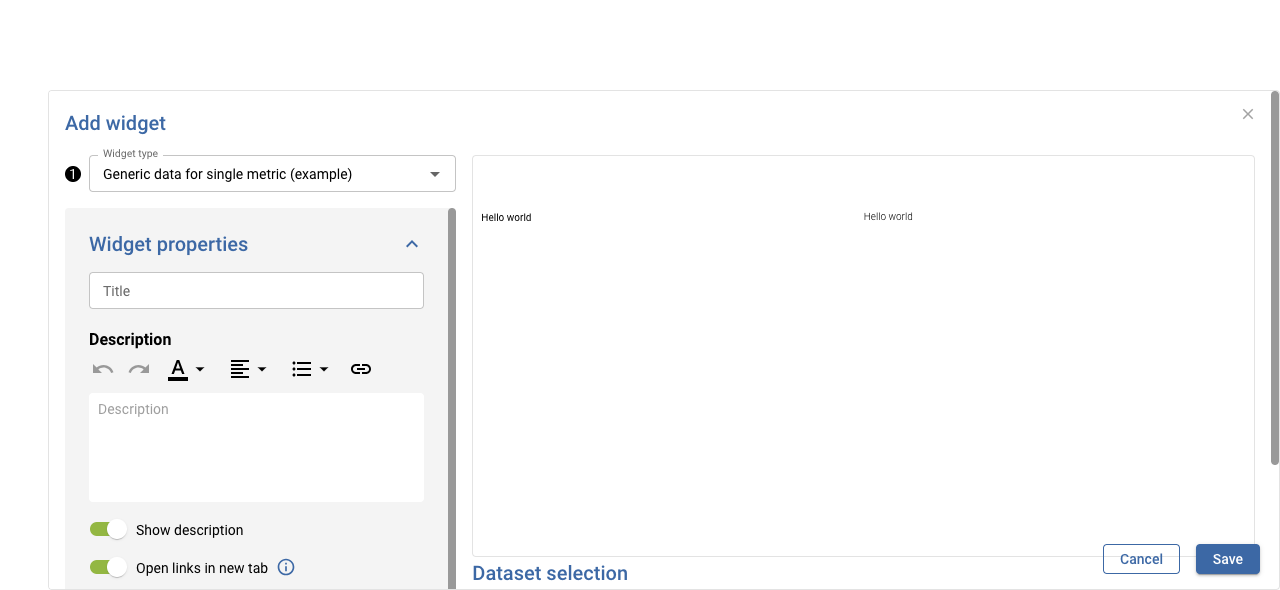 Add widget
Widget type
1
Generic data for single metric (example)
Widget properties
Title
Description
A
Description
Show description
Open links in new tab
Hello world
Hello world
Dataset selection
Cancel
Save